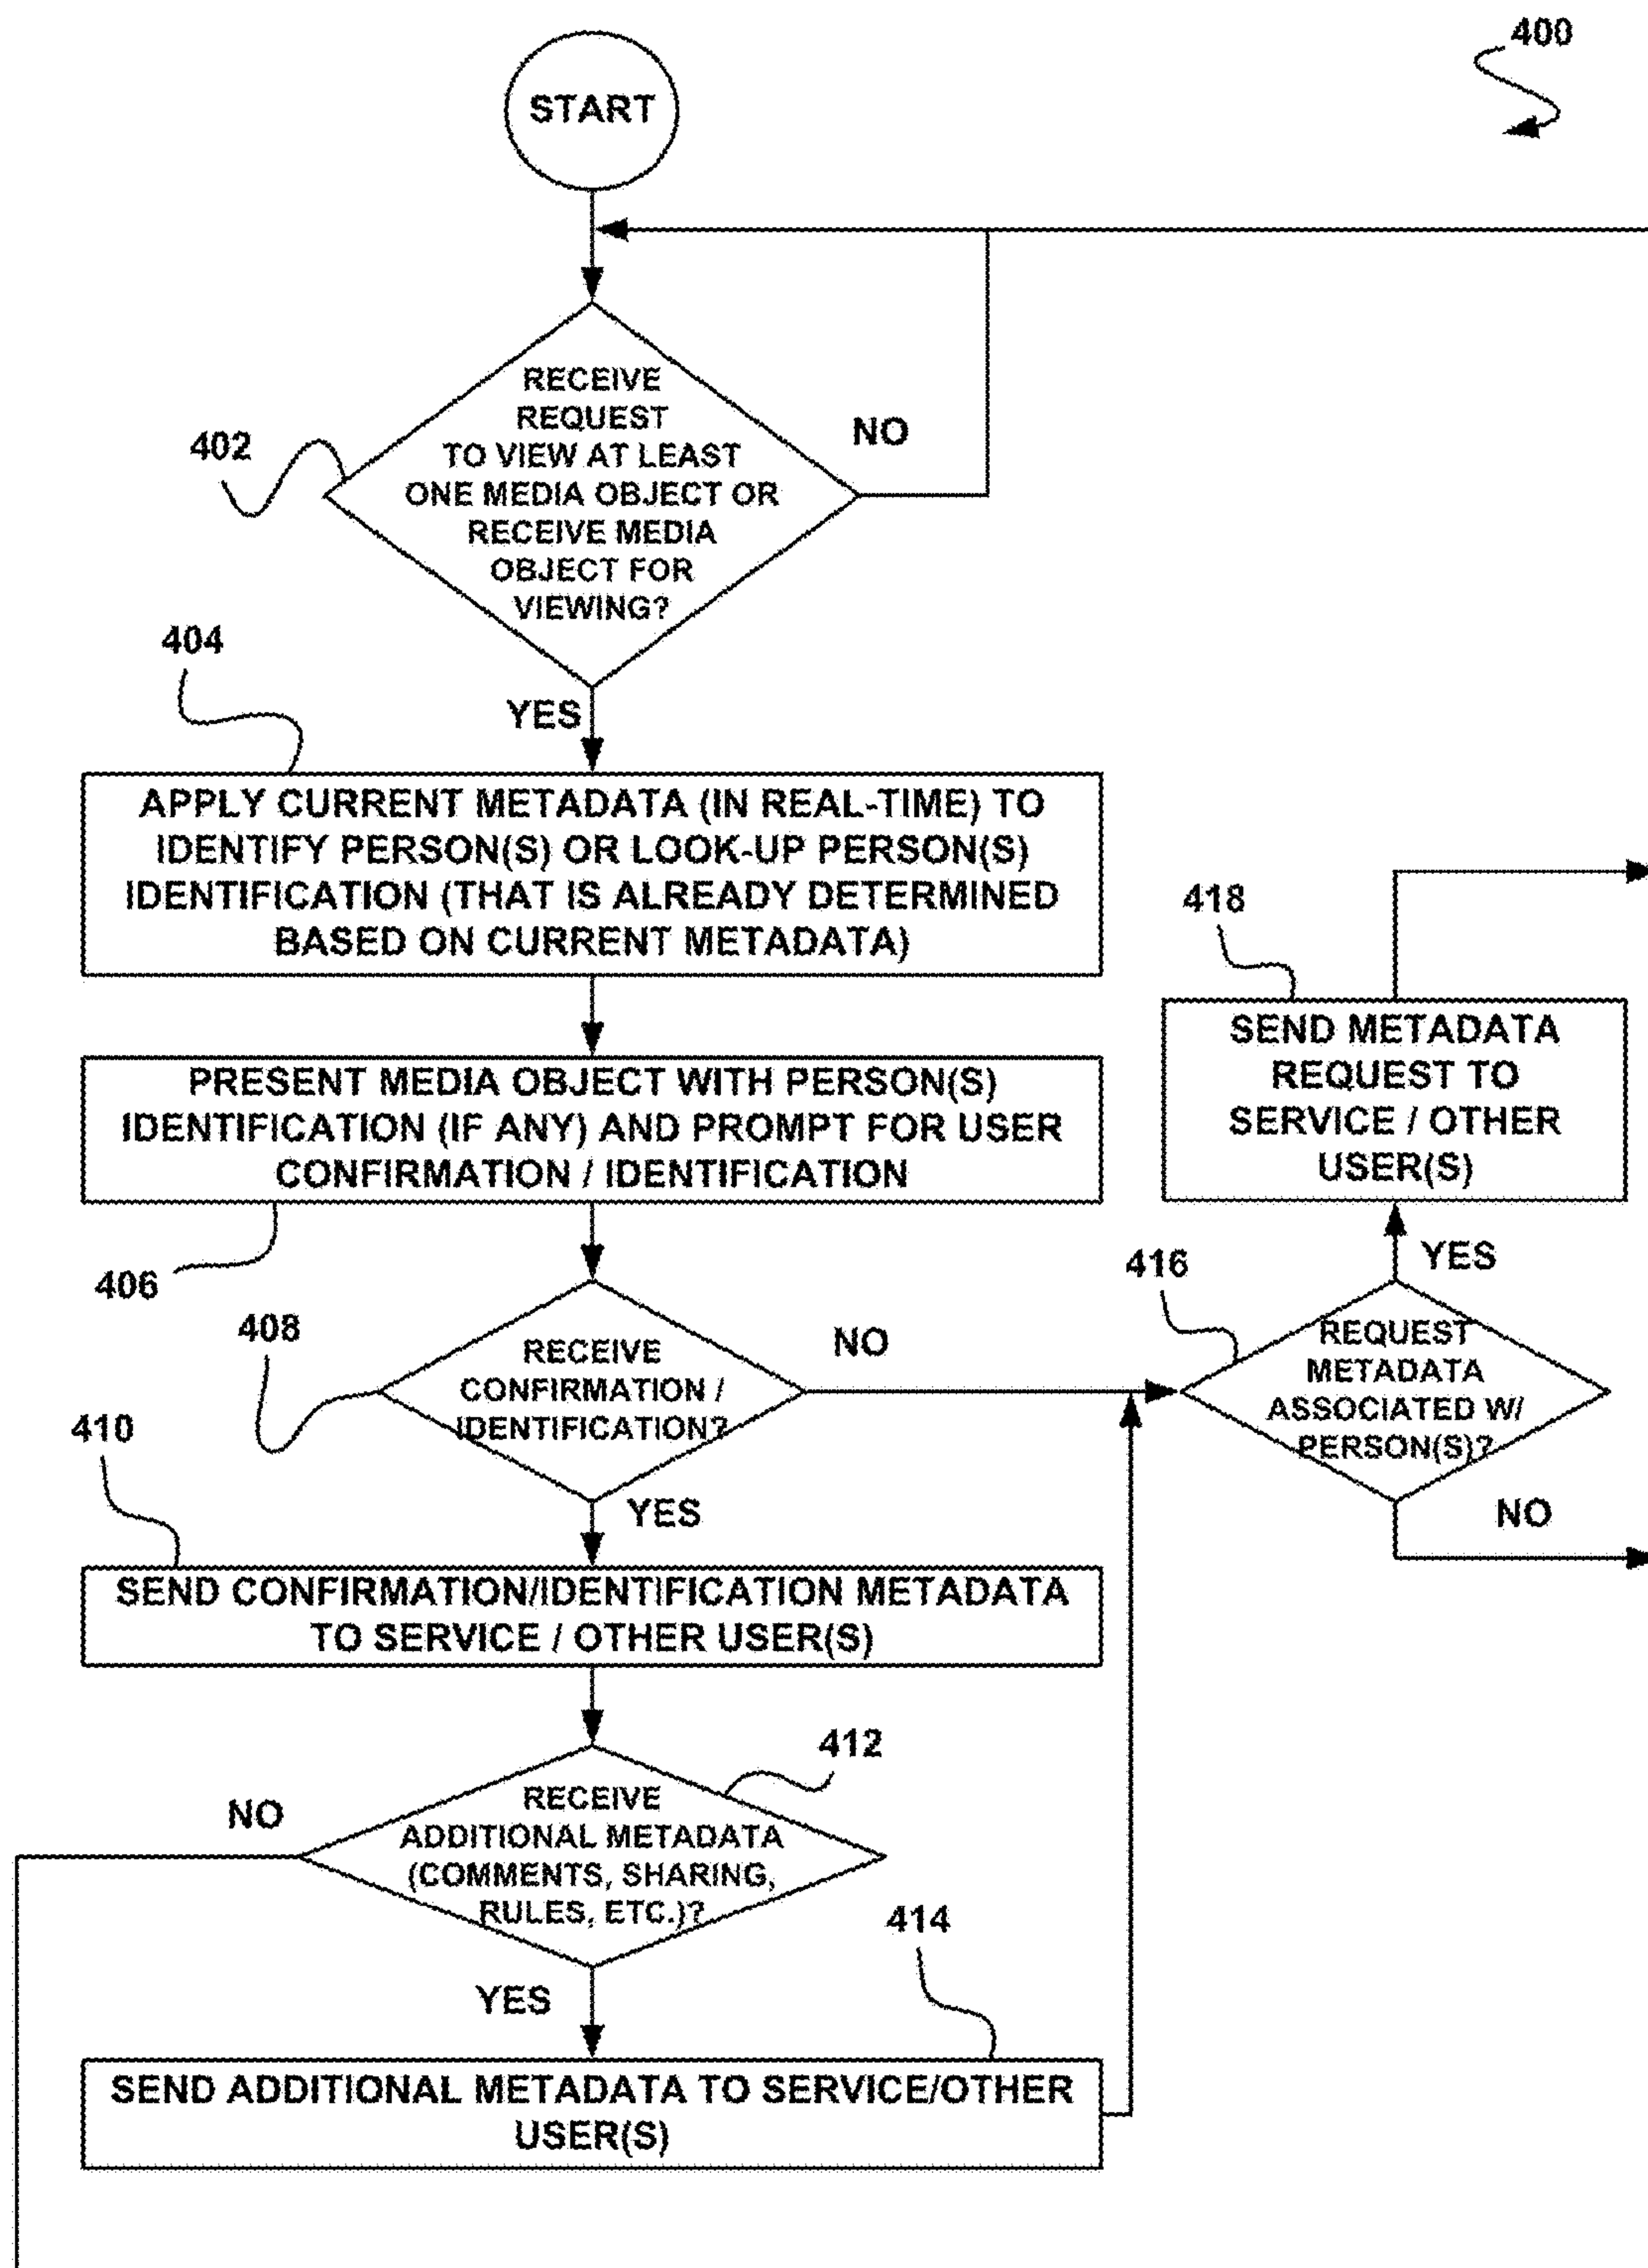 400
START
RECEIVE
REQUEST
TO VIEW AT LEAST
ONE MEDIA OBJECT OR
RECEIVE MEDIA
OBJECT FOR
VIEWING?
NO
402
404
YES
APPLY CURRENT METADATA (IN REAL-TIME) TO
IDENTIFY PERSON(S) OR LOOK-UP PERSON(S)
IDENTIFICATION (THAT IS ALREADY DETERMINED
BASED ON CURRENT METADATA)
PRESENT MEDIA OBJECT WITH PERSON(S)
IDENTIFICATION (IF ANY) AND PROMPT FOR USER
CONFIRMATION / IDENTIFICATION
406
408
RECEIVE
CONFIRMATION /
IDENTIFICATION?
NO
410
YES
SEND CONFIRMATION/IDENTIFICATION METADATA
TO SERVICE / OTHER USER(S)
412
NO
RECEIVE
ADDITIONAL METADATA
(COMMENTS, SHARING,
RULES, ETC.)?
414
YES
SEND ADDITIONAL METADATA TO SERVICE/OTHER
USER(S)
418
SEND METADATA
REQUEST TO
SERVICE / OTHER
USER(S)
416
YES
REQUEST
METADATA
ASSOCIATED W/
PERSON(S)?
NO